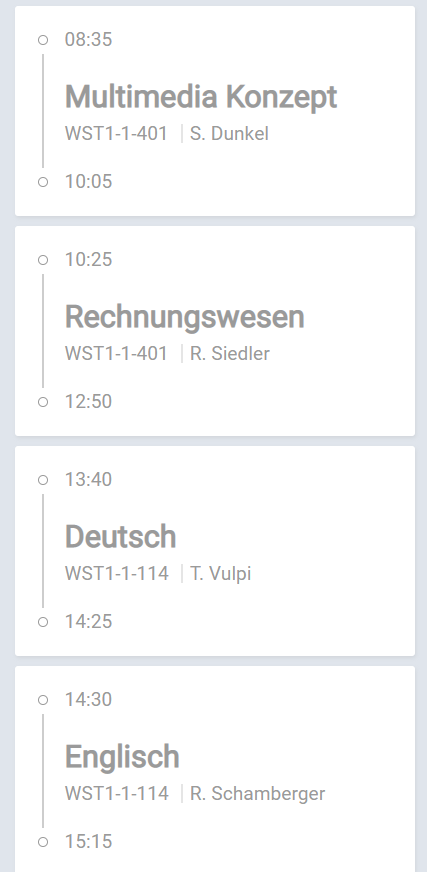 08:35
Multimedia Konzept
WST1-1-401 | S. Dunkel
10:05
10:25
Rechnungswesen
WST1-1-401 | R. Siedler
12:50
13:40
Deutsch
WST1-1-114 | T. Vulpi
14:25
14:30
Englisch
WST1-1-114 | R. Schamberger
15:15